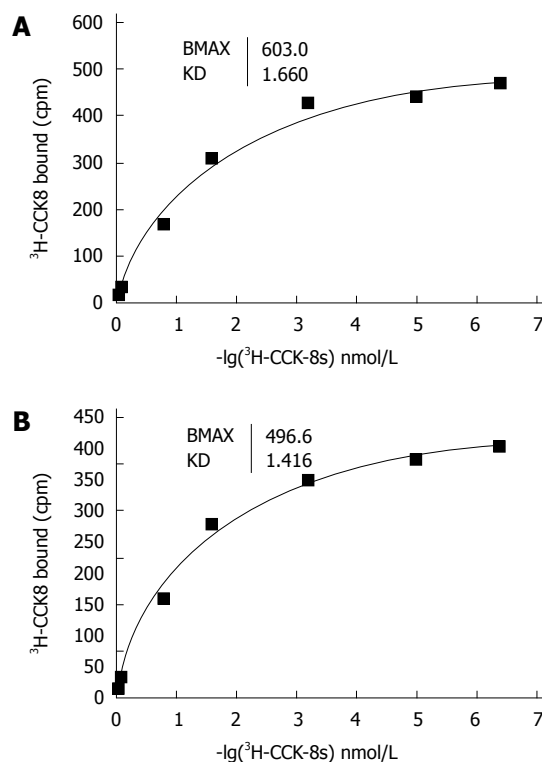 A
600
500
400
300
200
100
0
³H-CCK8 bound (cpm)
BMAX 603.0
KD 1.660
0 1 2 3 4 5 6 7
-lg(³H-CCK-8s) nmol/L
B
450
400
350
250
200
150
100
50
0
³H-CCK8 bound (cpm)
BMAX 496.6
KD 1.416
0 1 2 3 4 5 6 7
-lg(³H-CCK-8s) nmol/L